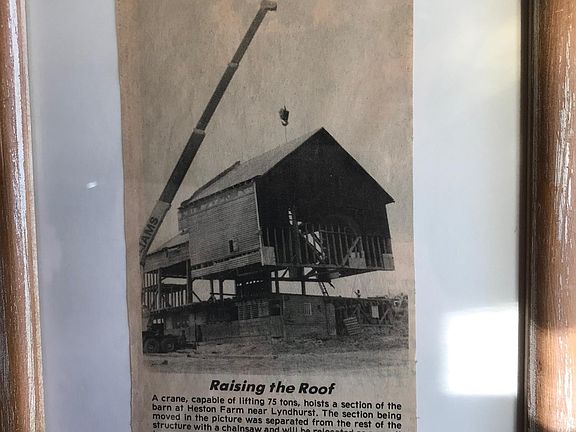 AMS
Raising the Roof
A crane, capable of lifting 75 tons, hoists a section of the
barn at Heston Farm near Lyndhurst. The section being
moved in the picture was separated from the rest of the
structure with a chainsaw and will be